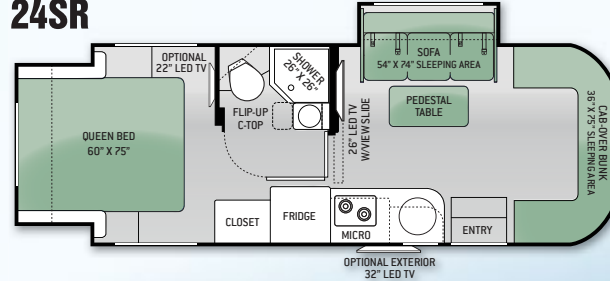 24SR
OPTIONAL
22" LED TV
SHOWER
26" X 26"
SOFA
54" X 74" SLEEPING AREA
FLIP-UP
C-TOP
26" LED TV
W/VIEW SLIDE
PEDESTAL
TABLE
CAB-OVER BUNK
36" X 75" SLEEPING AREA
QUEEN BED
60" X 75"
CLOSET
FRIDGE
MICRO
ENTRY
OPTIONAL EXTERIOR
32" LED TV